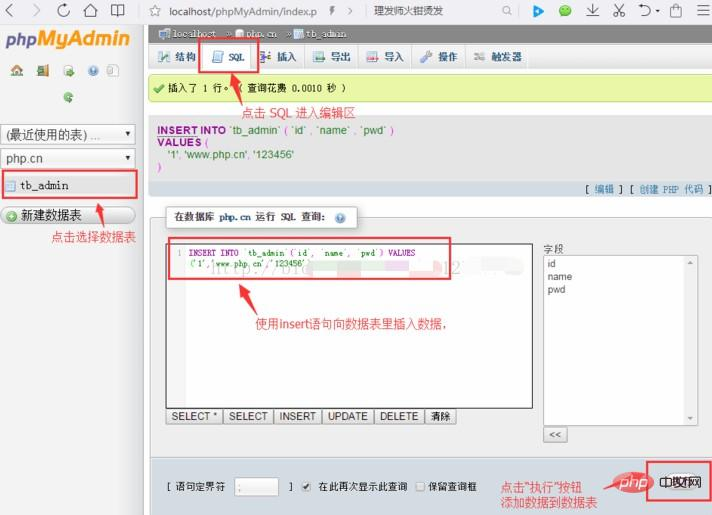 localhost/phpMyAdmin/index.p
理发师火钳烫发
phpMyAdmin
localhost » php.cn » tb_admin
结构 SQL 插入 导出 导入 操作 触发器
插入了 1 行。 ( 查询花费 0.0010 秒 )
点击 SQL 进入编辑区
INSERT INTO `tb_admin` ( `id` , `name` , `pwd` )
VALUES (
'1', 'www.php.cn', '123456'
)
(最近使用的表) ...
php.cn
tb_admin
新建数据表
点击选择数据表
[ 编辑 ] [ 创建 PHP 代码 ]
在数据库 php.cn 运行 SQL 查询:
1 INSERT INTO `tb_admin`(`id`, `name`, `pwd`) VALUES
('1','www.php.cn','123456'
http://blo
使用insert语句向数据表里插入数据，
字段
id
name
pwd
SELECT * SELECT INSERT UPDATE DELETE 清除
<<
[ 语句定界符 ; ] 在此再次显示此查询 保留查询框
点击"执行"按钮
添加数据到数据表
php